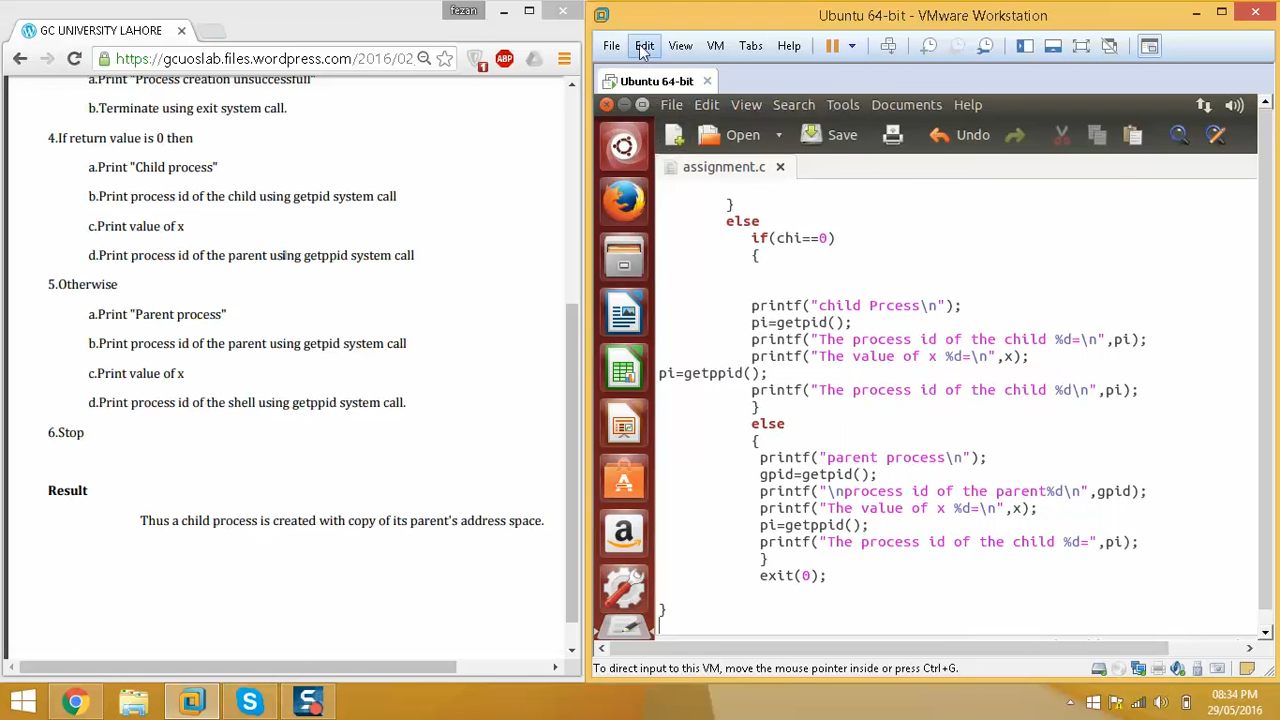 fezan
GC UNIVERSITY LAHORE
https://gcuoslab.files.wordpress.com/2016/02
1
ABP
a.Print "Process creation unsuccessfull"
b.Terminate using exit system call.
4.If return value is 0 then
a.Print "Child process"
b.Print process id of the child using getpid system call
c.Print value of x
d.Print process id of the parent using getppid system call
5.Otherwise
a.Print "Parent process"
b.Print process id of the parent using getpid system call
c.Print value of x
d.Print process id of the shell using getppid system call.
6.Stop
Result
Thus a child process is created with copy of its parent's address space.
Ubuntu 64-bit - VMware Workstation
File Edit View VM Tabs Help
Ubuntu 64-bit
File Edit View Search Tools Documents Help
Open Save Undo
assignment.c
}
else
if(chi==0)
{
printf("child Prcess\n");
pi=getpid();
printf("The process id of the child %d=\n",pi);
printf("The value of x %d=\n",x);
pi=getppid();
printf("The process id of the child %d\n",pi);
}
else
{
printf("parent process\n");
gpid=getpid();
printf("\nprocess id of the parent%d\n",gpid);
printf("The value of x %d=\n",x);
pi=getppid();
printf("The process id of the child %d=",pi);
}
exit(0);
}
To direct input to this VM, move the mouse pointer inside or press Ctrl+G.
08:34 PM
29/05/2016